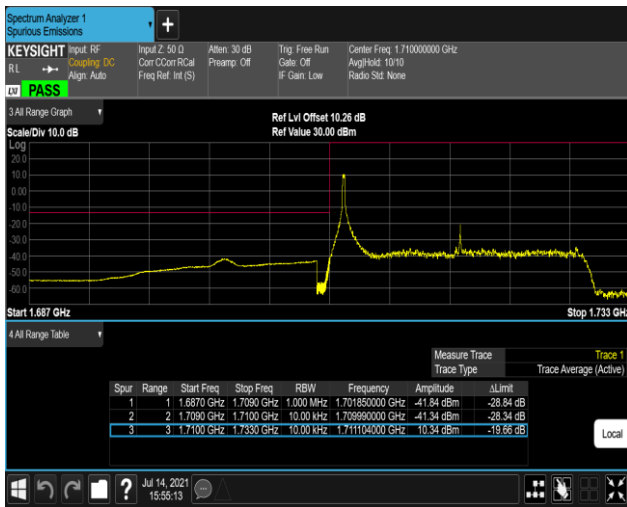 Spectrum Analyzer 1
Spurious Emissions
KEYSIGHT Input: RF Input Z: 50 Ω Atten: 30 dB Trig: Free Run Center Freq: 1.710000000 GHz
RL Coupling: DC Corr CCorr RCal Preamp: Off Gate: Off Avg|Hold: 10/10
Align: Auto Freq Ref: Int (S) IF Gain: Low Radio Std: None
LXI PASS
3 All Range Graph
Ref Lvl Offset 10.26 dB
Scale/Div 10.0 dB Ref Value 30.00 dBm
Log
20.0
10.0
0.00
-10.0
-20.0
-30.0
-40.0
-50.0
-60.0
Start 1.687 GHz Stop 1.733 GHz
4 All Range Table
Measure Trace Trace 1
Trace Type Trace Average (Active)
Spur Range Start Freq Stop Freq RBW Frequency Amplitude ΔLimit
1 1 1.6870 GHz 1.7090 GHz 1.000 MHz 1.701850000 GHz -41.84 dBm -28.84 dB
2 2 1.7090 GHz 1.7100 GHz 10.00 kHz 1.709990000 GHz -41.34 dBm -28.34 dB
3 3 1.7100 GHz 1.7330 GHz 10.00 kHz 1.711104000 GHz 10.34 dBm -19.66 dB
Local
? Jul 14, 2021
15:55:13